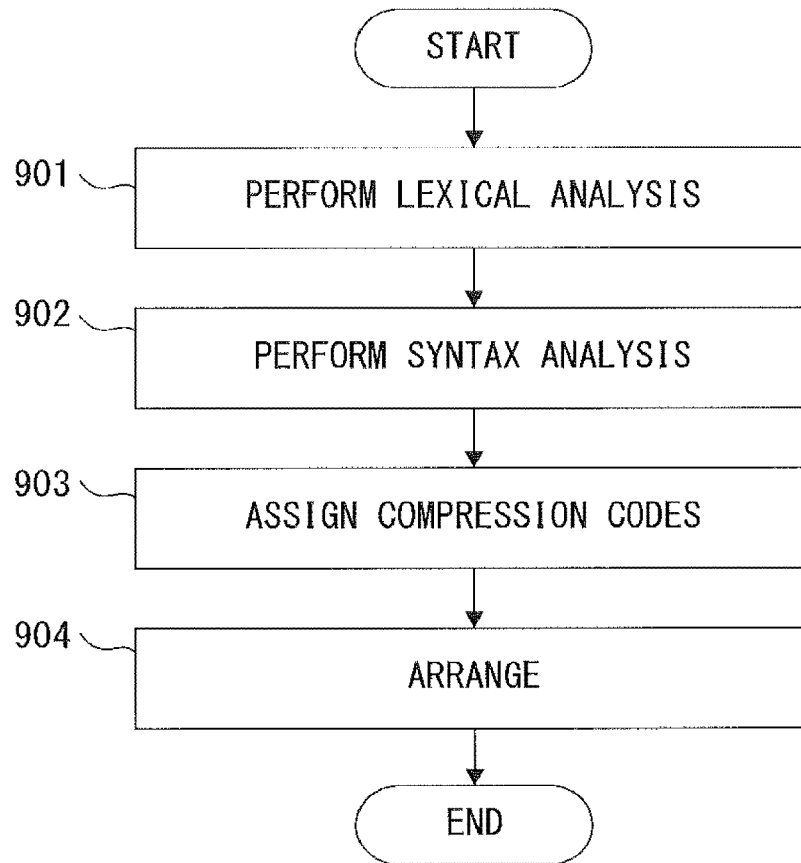 START
901
PERFORM LEXICAL ANALYSIS
902
PERFORM SYNTAX ANALYSIS
903
ASSIGN COMPRESSION CODES
904
ARRANGE
END